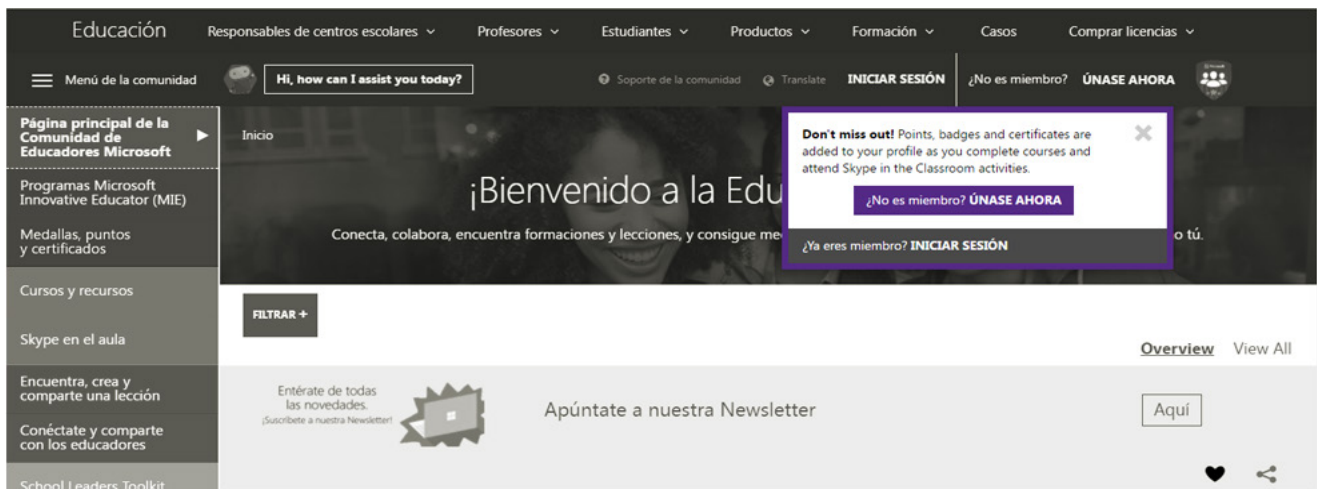 Educación
Responsables de centros escolares
Profesores
Estudiantes
Productos
Formación
Casos
Comprar licencias
Menú de la comunidad
Hi, how can I assist you today?
Soporte de la comunidad
Translate
INICIAR SESIÓN
¿No es miembro? ÚNASE AHORA
Página principal de la
Comunidad de
Educadores Microsoft
Programas Microsoft
Innovative Educator (MIE)
Medallas, puntos
y certificados
Cursos y recursos
Skype en el aula
Encuentra, crea y
comparte una lección
Conéctate y comparte
con los educadores
School Leaders Toolkit
Inicio
¡Bienvenido a la Edu
Conecta, colabora, encuentra formaciones y lecciones, y consigue me
o tú.
Don't miss out! Points, badges and certificates are
added to your profile as you complete courses and
attend Skype in the Classroom activities.
¿No es miembro? ÚNASE AHORA
¿Ya eres miembro? INICIAR SESIÓN
FILTRAR +
Overview
View All
Entérate de todas
las novedades.
¡Suscríbete a nuestra Newsletter!
Apúntate a nuestra Newsletter
Aquí